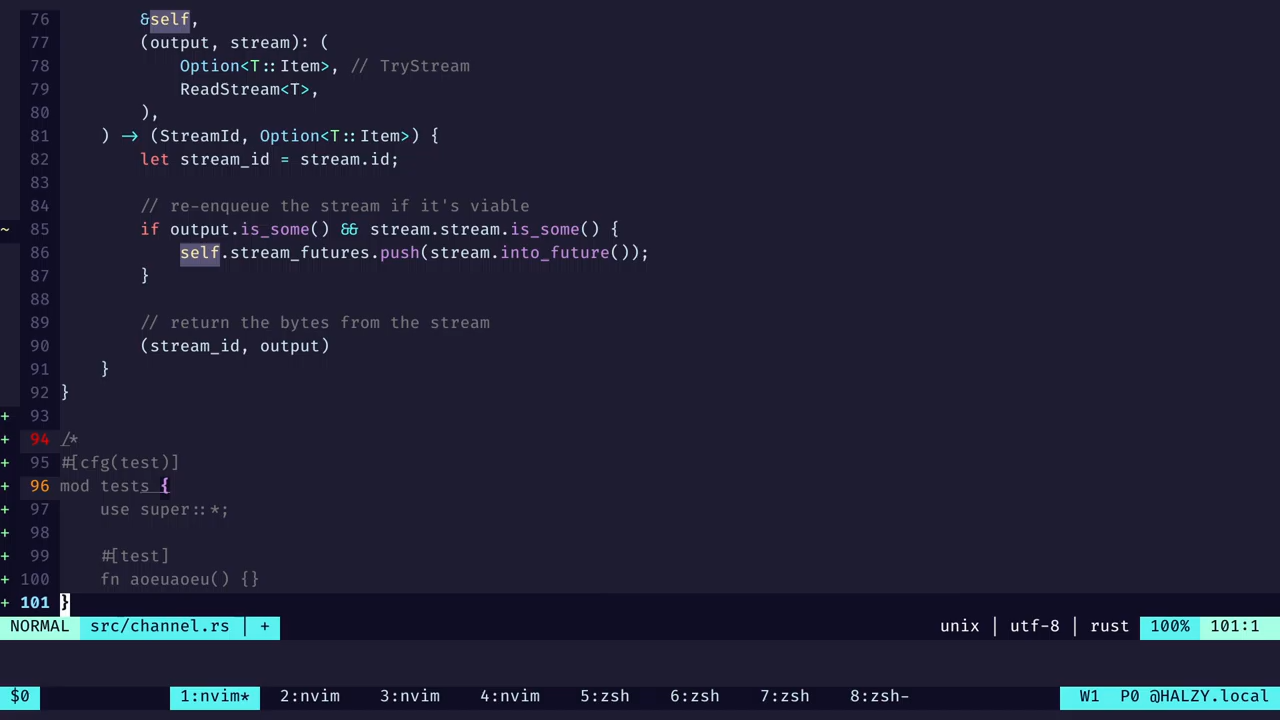 76 &self,
77 (output, stream): (
78 Option<T::Item>, // TryStream
79 ReadStream<T>,
80 ),
81 ) -> (StreamId, Option<T::Item>) {
82 let stream_id = stream.id;
83
84 // re-enqueue the stream if it's viable
~ 85 if output.is_some() && stream.stream.is_some() {
86 self.stream_futures.push(stream.into_future());
87 }
88
89 // return the bytes from the stream
90 (stream_id, output)
91 }
92 }
+ 93
+ 94 /*
+ 95 #[cfg(test)]
+ 96 mod tests {
+ 97 use super::*;
+ 98
+ 99 #[test]
+ 100 fn aoeuaoeu() {}
+ 101 }
NORMAL src/channel.rs | + unix | utf-8 | rust 100% 101:1
$0 1:nvim* 2:nvim 3:nvim 4:nvim 5:zsh 6:zsh 7:zsh 8:zsh- W1 P0 @HALZY.local